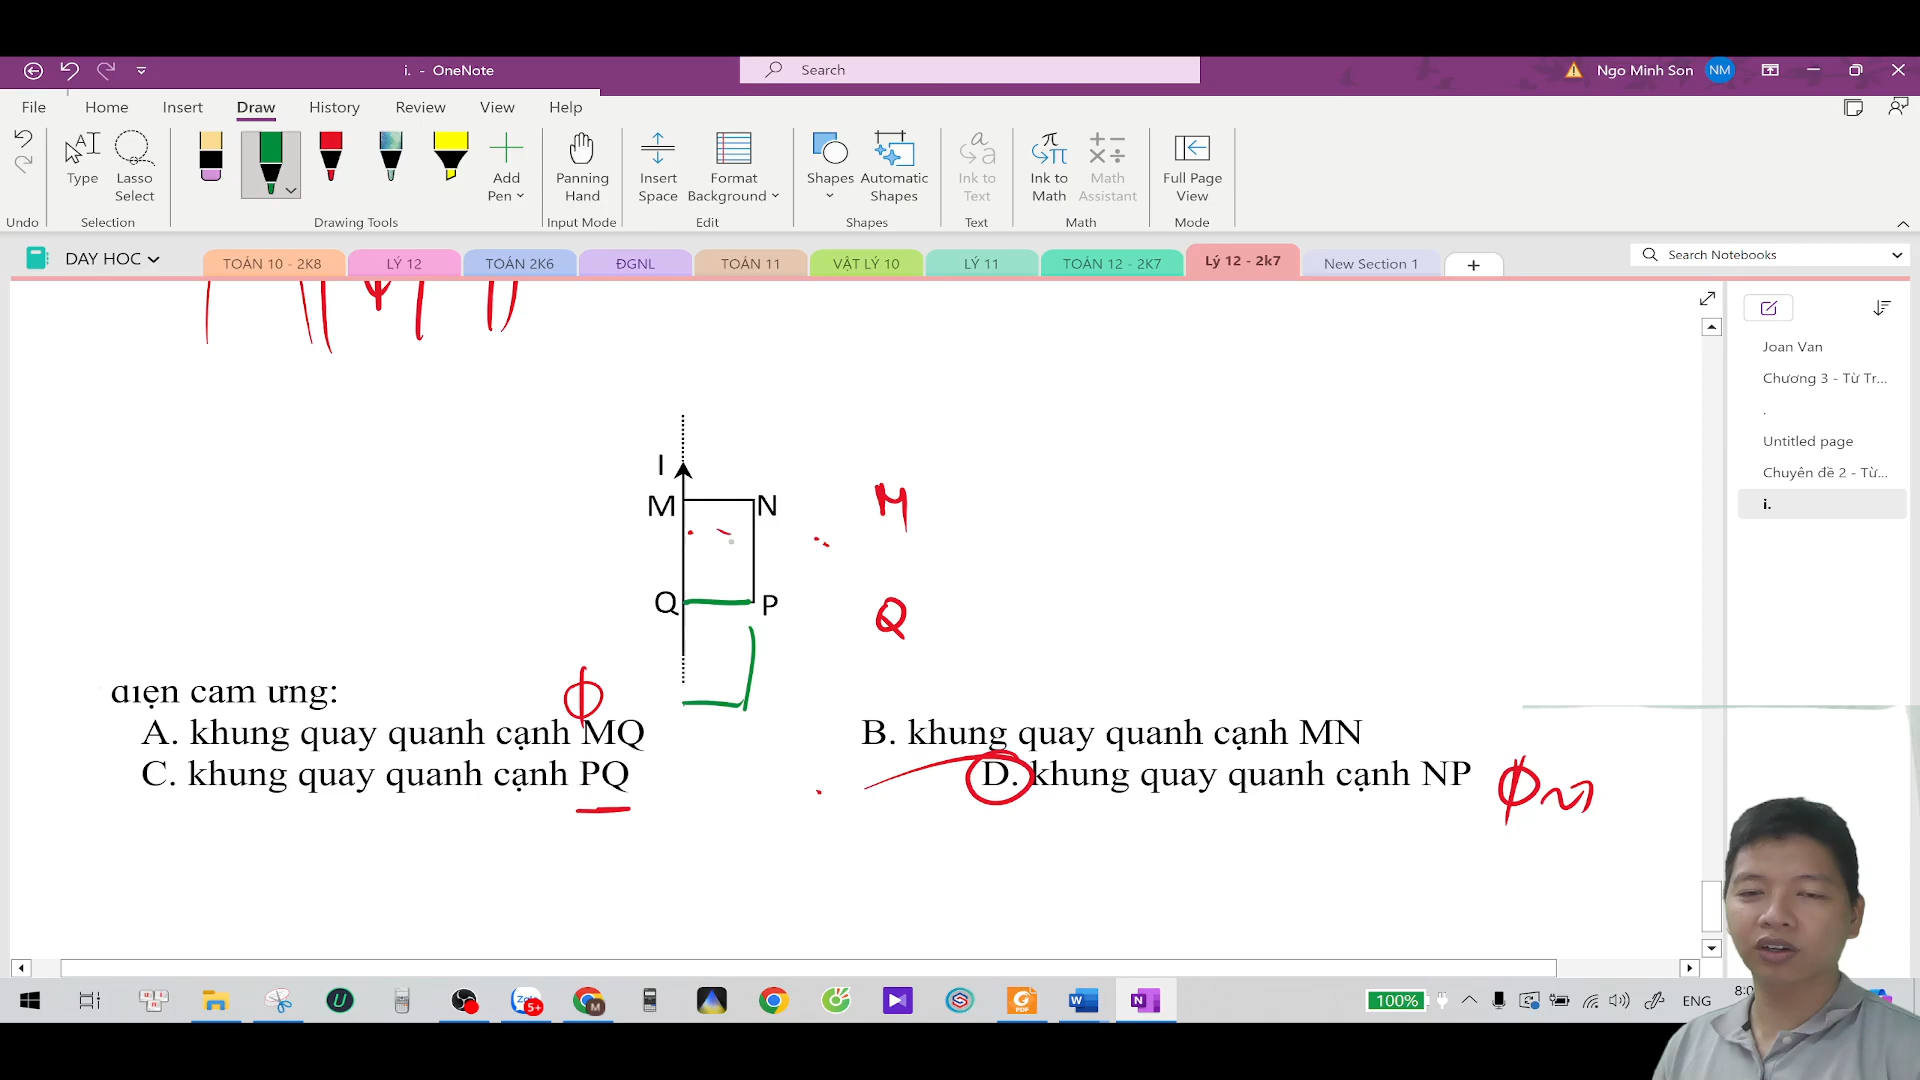 i. - OneNote
Search
Ngo Minh Son
NM
File
Home
Insert
Draw
History
Review
View
Help
Type
Lasso Select
Add Pen
Panning Hand
Insert Space
Format Background
Shapes
Automatic Shapes
Ink to Text
Ink to Math
Math Assistant
Full Page View
Undo
Selection
Drawing Tools
Input Mode
Edit
Shapes
Text
Math
Mode
DAY HOC
TOÁN 10 - 2K8
LÝ 12
TOÁN 2K6
ĐGNL
TOÁN 11
VẬT LÝ 10
LÝ 11
TOÁN 12 - 2K7
Lý 12 - 2k7
New Section 1
Search Notebooks
Joan Van
Chương 3 - Từ Tr...
.
Untitled page
Chuyên đề 2 - Từ...
i.
I
M
N
M
Q
P
Q
điện cảm ứng:
ϕ
A. khung quay quanh cạnh MQ
B. khung quay quanh cạnh MN
C. khung quay quanh cạnh PQ
D. khung quay quanh cạnh NP
ϕ
100%
ENG